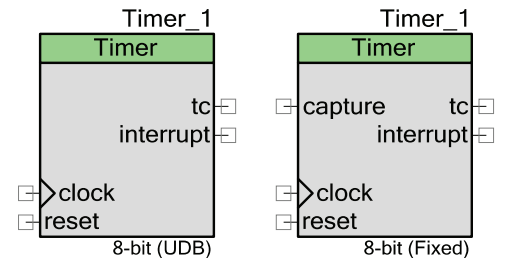 Timer_1
Timer
tc
interrupt
clock
reset
8-bit (UDB)
Timer_1
Timer
capture tc
interrupt
clock
reset
8-bit (Fixed)